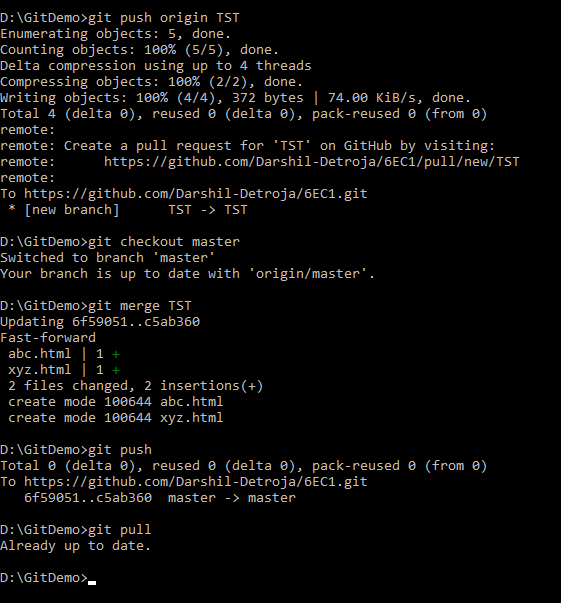 D:\GitDemo>git push origin TST
Enumerating objects: 5, done.
Counting objects: 100% (5/5), done.
Delta compression using up to 4 threads
Compressing objects: 100% (2/2), done.
Writing objects: 100% (4/4), 372 bytes | 74.00 KiB/s, done.
Total 4 (delta 0), reused 0 (delta 0), pack-reused 0 (from 0)
remote:
remote: Create a pull request for 'TST' on GitHub by visiting:
remote:      https://github.com/Darshil-Detroja/6EC1/pull/new/TST
remote:
To https://github.com/Darshil-Detroja/6EC1.git
 * [new branch]      TST -> TST
D:\GitDemo>git checkout master
Switched to branch 'master'
Your branch is up to date with 'origin/master'.
D:\GitDemo>git merge TST
Updating 6f59051..c5ab360
Fast-forward
 abc.html | 1 +
 xyz.html | 1 +
 2 files changed, 2 insertions(+)
 create mode 100644 abc.html
 create mode 100644 xyz.html
D:\GitDemo>git push
Total 0 (delta 0), reused 0 (delta 0), pack-reused 0 (from 0)
To https://github.com/Darshil-Detroja/6EC1.git
   6f59051..c5ab360  master -> master
D:\GitDemo>git pull
Already up to date.
D:\GitDemo>